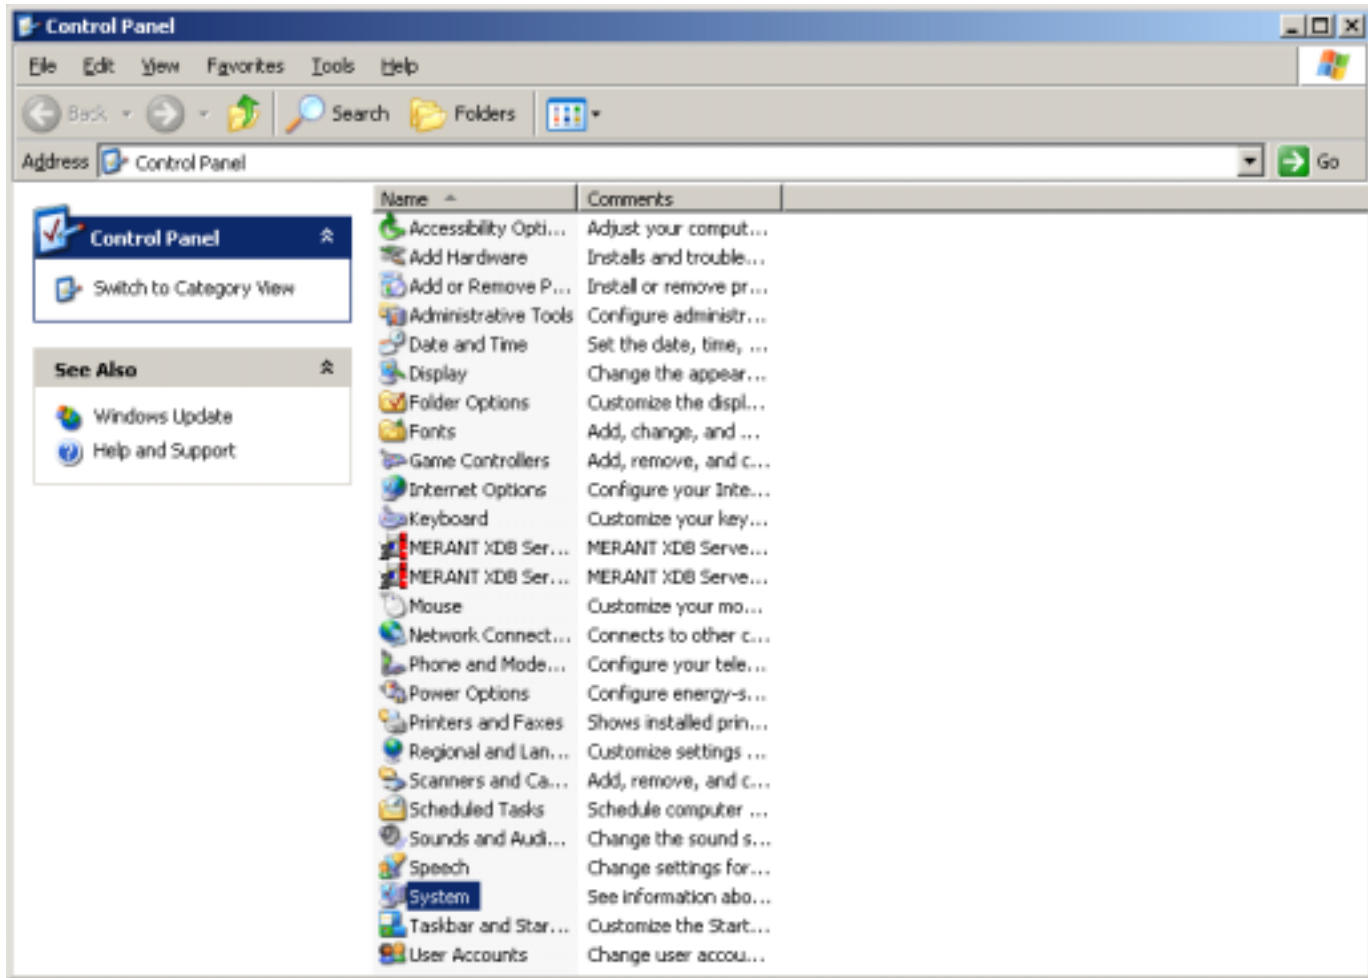 Control Panel
File Edit View Favorites Tools Help
Back Search Folders
Address Control Panel Go
Control Panel
Switch to Category View
See Also
Windows Update
Help and Support
Name Comments
Accessibility Opti... Adjust your comput...
Add Hardware Installs and trouble...
Add or Remove P... Install or remove pr...
Administrative Tools Configure administr...
Date and Time Set the date, time, ...
Display Change the appear...
Folder Options Customize the displ...
Fonts Add, change, and ...
Game Controllers Add, remove, and c...
Internet Options Configure your Inte...
Keyboard Customize your key...
MERANT XDB Ser... MERANT XDB Serve...
MERANT XDB Ser... MERANT XDB Serve...
Mouse Customize your mo...
Network Connect... Connects to other c...
Phone and Mode... Configure your tele...
Power Options Configure energy-s...
Printers and Faxes Shows installed prin...
Regional and Lan... Customize settings ...
Scanners and Ca... Add, remove, and c...
Scheduled Tasks Schedule computer ...
Sounds and Audi... Change the sound s...
Speech Change settings for...
System See information abo...
Taskbar and Star... Customize the Start...
User Accounts Change user accou...